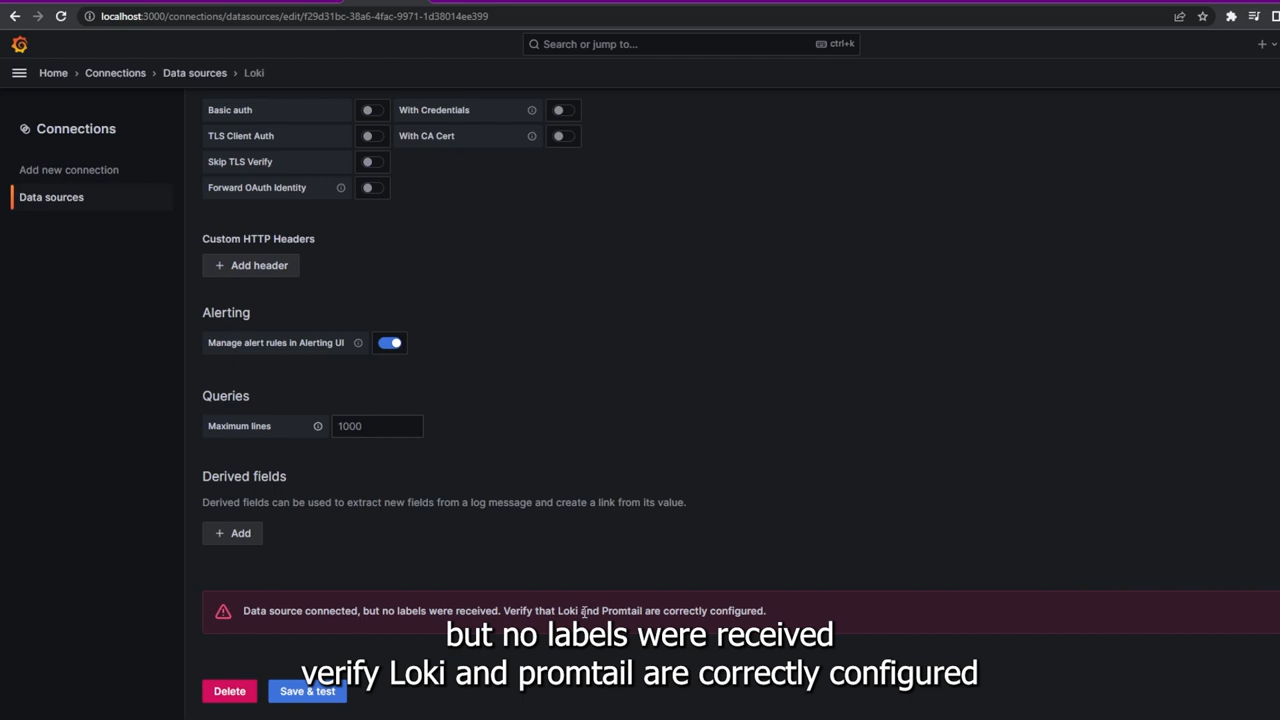 localhost:3000/connections/datasources/edit/f29d31bc-38a6-4fac-9971-1d38014ee399
Search or jump to...
ctrl+k
Home › Connections › Data sources › Loki
Connections
Add new connection
Data sources
Basic auth
With Credentials
TLS Client Auth
With CA Cert
Skip TLS Verify
Forward OAuth Identity
Custom HTTP Headers
+ Add header
Alerting
Manage alert rules in Alerting UI
Queries
Maximum lines
1000
Derived fields
Derived fields can be used to extract new fields from a log message and create a link from its value.
+ Add
Data source connected, but no labels were received. Verify that Loki and Promtail are correctly configured.
but no labels were received
verify Loki and promtail are correctly configured
Delete
Save & test